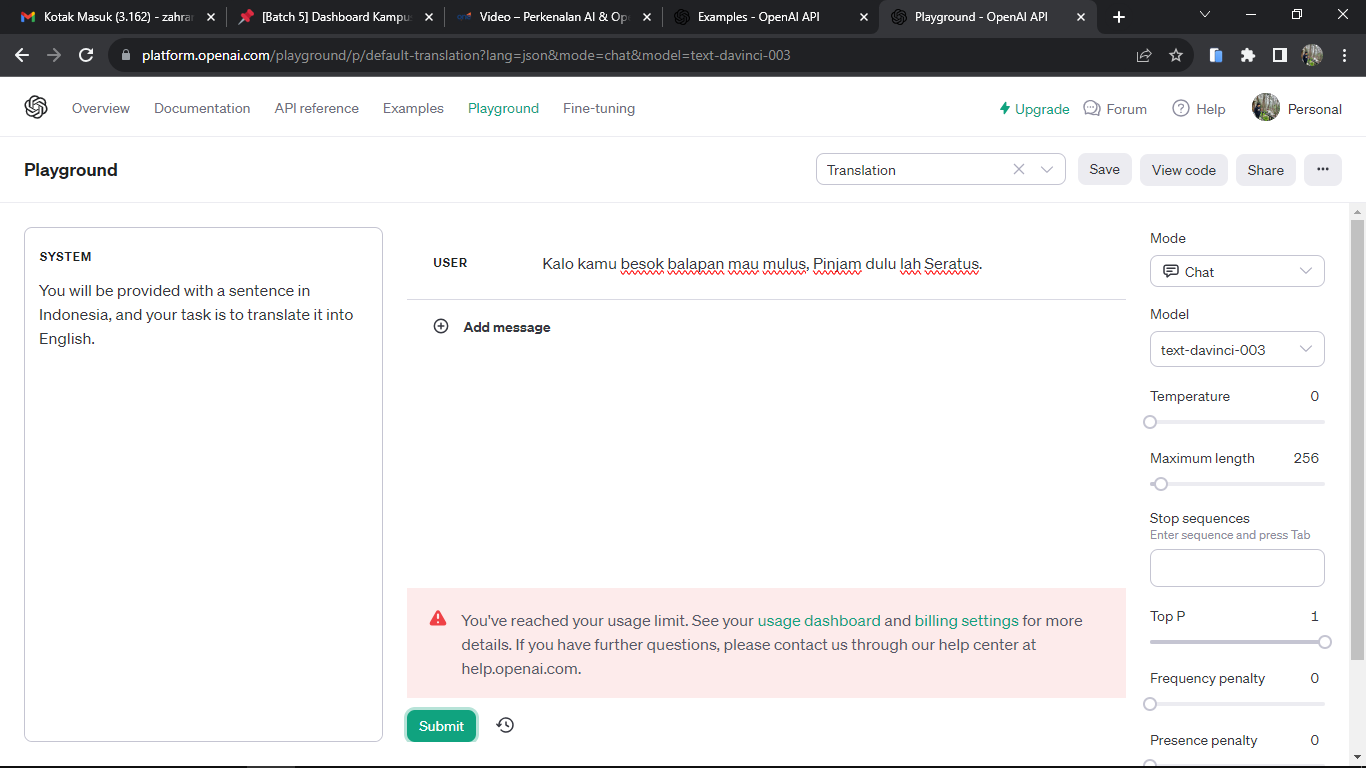 Kotak Masuk (3.162) - zahrar
[Batch 5] Dashboard Kampus
Video – Perkenalan AI & Op
Examples - OpenAI API
Playground - OpenAI API
platform.openai.com/playground/p/default-translation?lang=json&mode=chat&model=text-davinci-003
Overview
Documentation
API reference
Examples
Playground
Fine-tuning
Upgrade
Forum
Help
Personal
Playground
Translation
Save
View code
Share
SYSTEM
You will be provided with a sentence in
Indonesia, and your task is to translate it into
English.
USER
Kalo kamu besok balapan mau mulus, Pinjam dulu lah Seratus.
Add message
You've reached your usage limit. See your usage dashboard and billing settings for more
details. If you have further questions, please contact us through our help center at
help.openai.com.
Submit
Mode
Chat
Model
text-davinci-003
Temperature 0
Maximum length 256
Stop sequences
Enter sequence and press Tab
Top P 1
Frequency penalty 0
Presence penalty 0